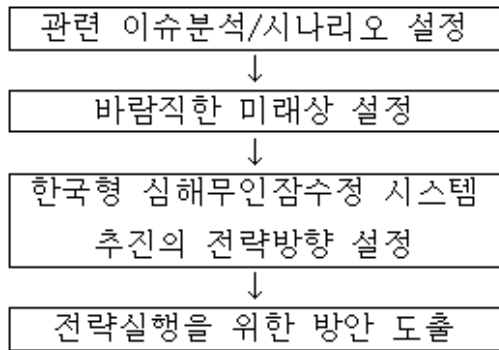 관련 이슈분석/시나리오 설정
↓
바람직한 미래상 설정
↓
한국형 심해무인잠수정 시스템
추진의 전략방향 설정
↓
전략실행을 위한 방안 도출